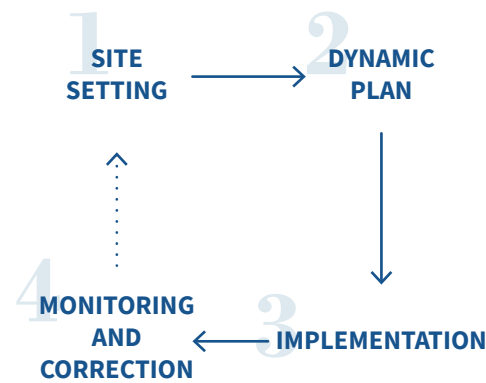 1
SITE
SETTING
2
DYNAMIC
PLAN
3
IMPLEMENTATION
4
MONITORING
AND
CORRECTION